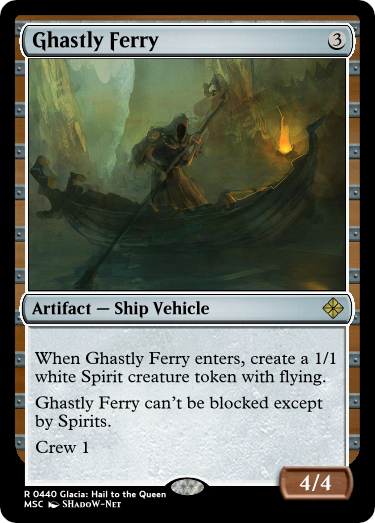 Ghastly Ferry
3
Artifact — Ship Vehicle
When Ghastly Ferry enters, create a 1/1
white Spirit creature token with flying.
Ghastly Ferry can't be blocked except
by Spirits.
Crew 1
4/4
R 0440 Glacia: Hail to the Queen
MSC SHaDoW-Net